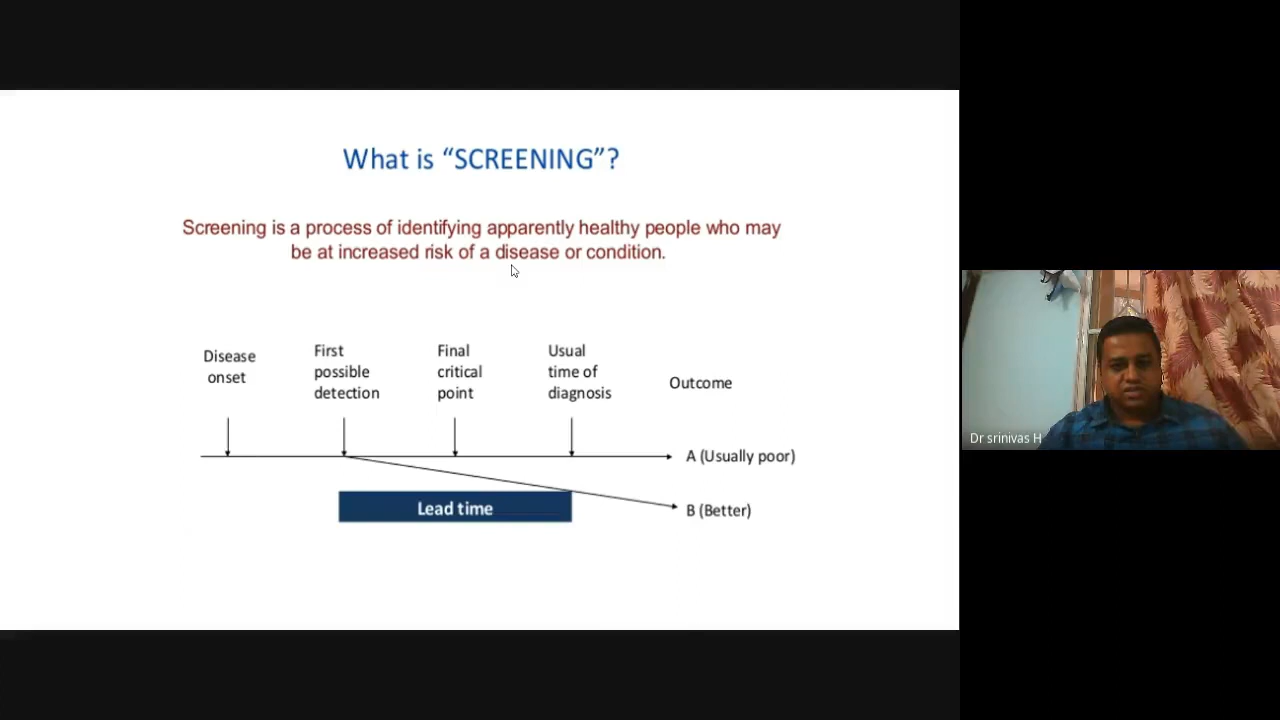 What is “SCREENING”?
Screening is a process of identifying apparently healthy people who may
be at increased risk of a disease or condition.
Disease
onset
First
possible
detection
Final
critical
point
Usual
time of
diagnosis
Outcome
A (Usually poor)
Lead time
B (Better)
Dr srinivas H